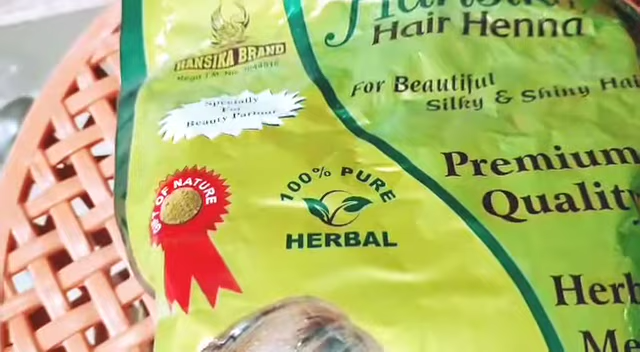 HANSIKA BRAND
Hair Henna
For Beautiful
Silky & Shiny
Specially
For
Beauty Parlour
Premium
Quality
OF NATURE
100% PURE
HERBAL